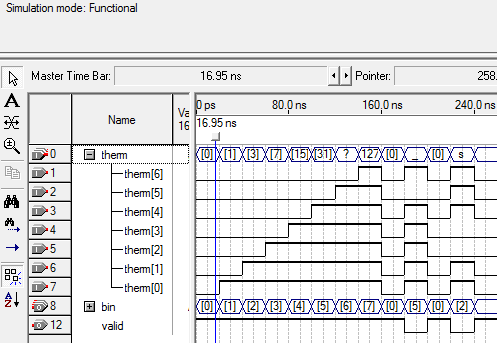 Simulation mode: Functional
Master Time Bar: 16.95 ns Pointer: 258.
Name Va 16
0 ps 80.0 ns 160.0 ns 240.0 n
16.95 ns
0 therm [0] [1] [3] [7] [15] [31] ? 127 [0] _ [0] s
1 therm[6]
2 therm[5]
3 therm[4]
4 therm[3]
5 therm[2]
6 therm[1]
7 therm[0]
8 bin [0] [1] [2] [3] [4] [5] [6] [7] [0] [5] [0] [2]
12 valid